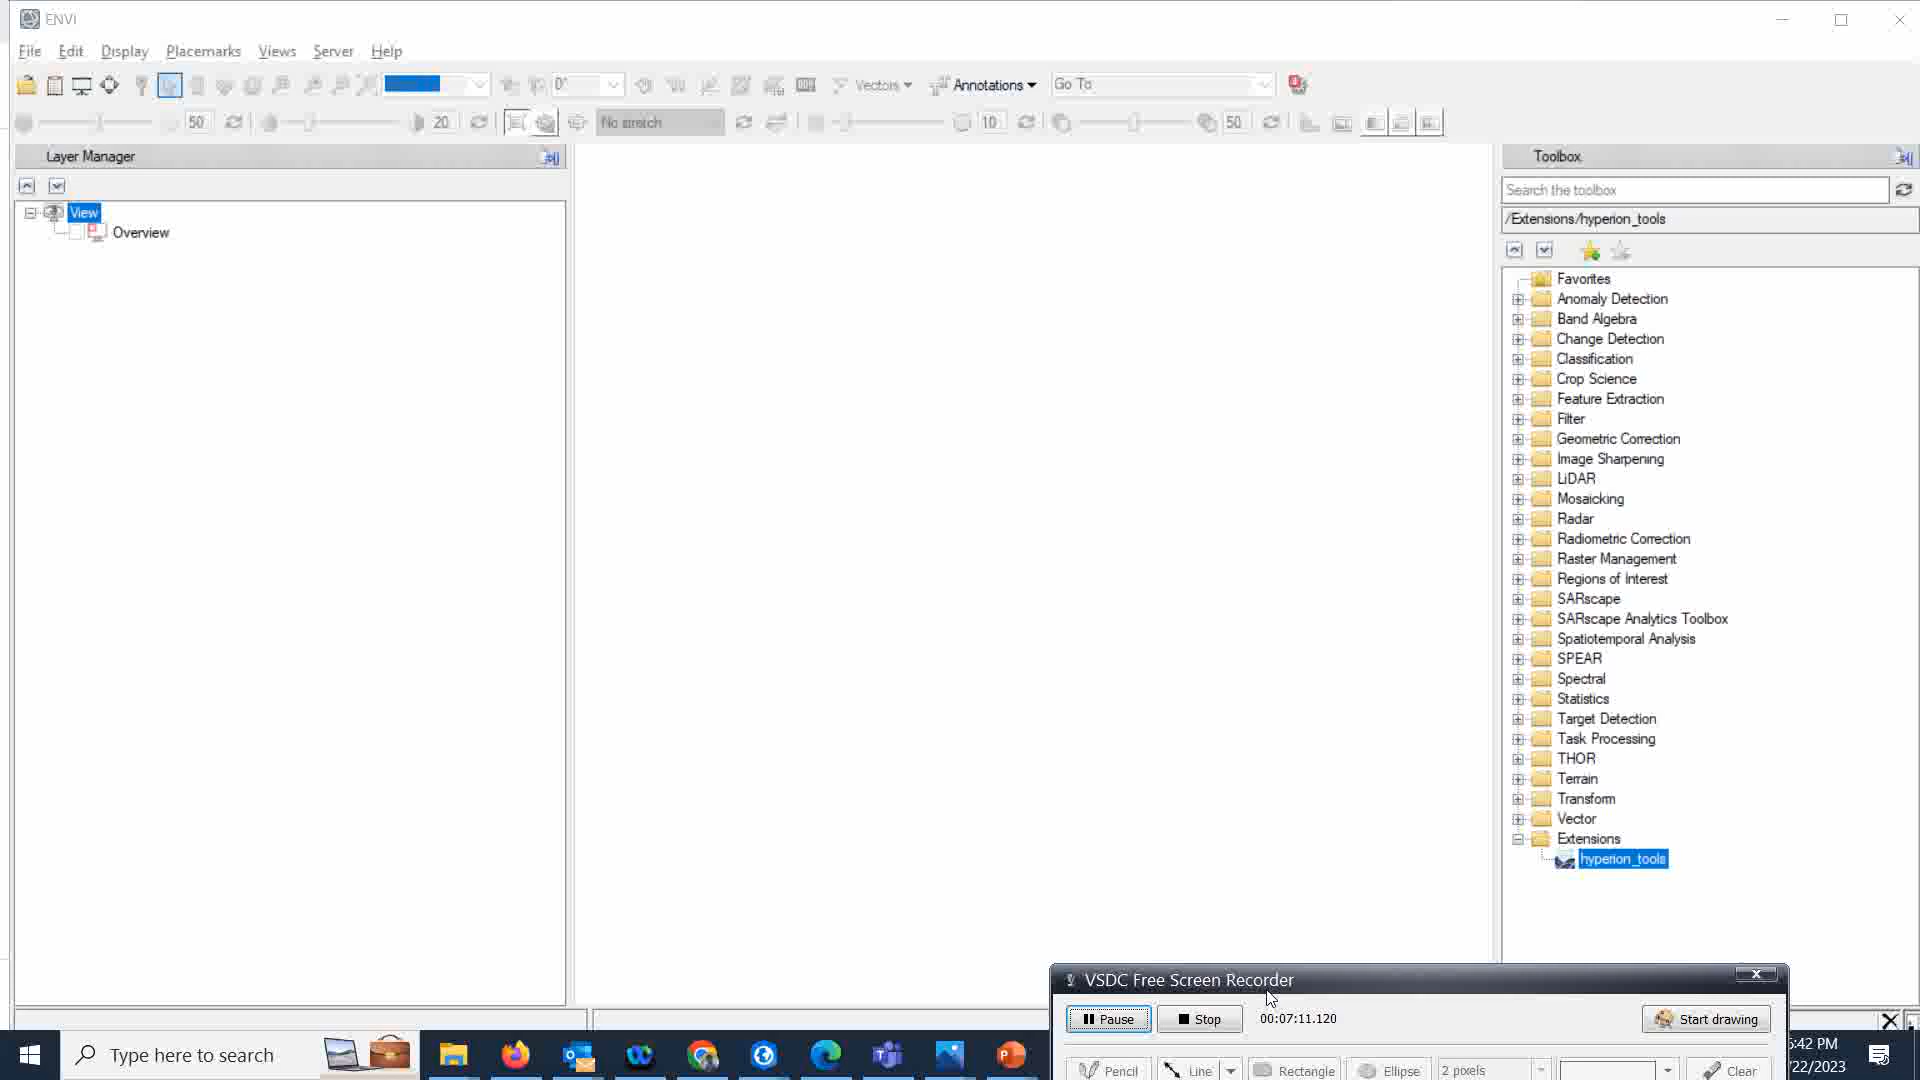 ENVI
File Edit Display Placemarks Views Server Help
0° Vectors Annotations Go To
50 20 No stretch 10 50
Layer Manager
Toolbox
Search the toolbox
View
Overview
/Extensions/hyperion_tools
Favorites
Anomaly Detection
Band Algebra
Change Detection
Classification
Crop Science
Feature Extraction
Filter
Geometric Correction
Image Sharpening
LiDAR
Mosaicking
Radar
Radiometric Correction
Raster Management
Regions of Interest
SARscape
SARscape Analytics Toolbox
Spatiotemporal Analysis
SPEAR
Spectral
Statistics
Target Detection
Task Processing
THOR
Terrain
Transform
Vector
Extensions
hyperion_tools
VSDC Free Screen Recorder
Pause Stop 00:07:11.120 Start drawing
Pencil Line Rectangle Ellipse 2 pixels Clear
Type here to search
:42 PM
/22/2023